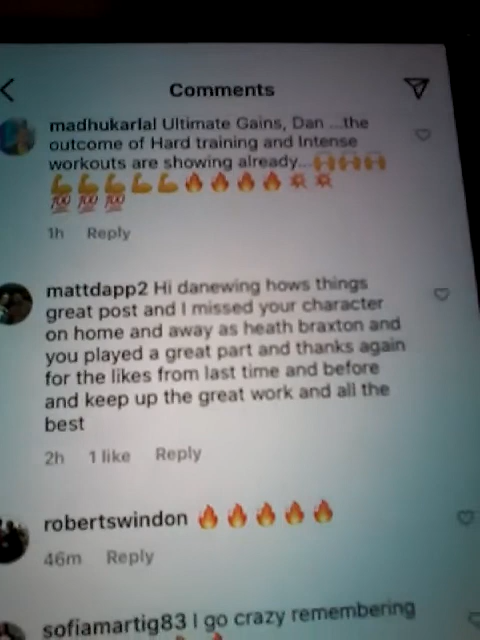 Comments
madhukarlal Ultimate Gains, Dan ...the
outcome of Hard training and Intense
workouts are showing already...🙌🙌🙌
💪💪💪💪💪🔥🔥🔥🔥💥💥
💯💯💯
1h Reply
mattdapp2 Hi danewing hows things
great post and I missed your character
on home and away as heath braxton and
you played a great part and thanks again
for the likes from last time and before
and keep up the great work and all the
best
2h 1 like Reply
robertswindon 🔥🔥🔥🔥🔥
46m Reply
sofiamartig83 I go crazy remembering